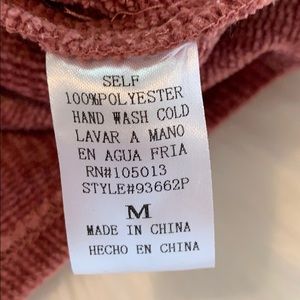 SELF
100%POLYESTER
HAND WASH COLD
LAVAR A MANO
EN AGUA FRIA
RN#105013
STYLE#93662P
M
MADE IN CHINA
HECHO EN CHINA